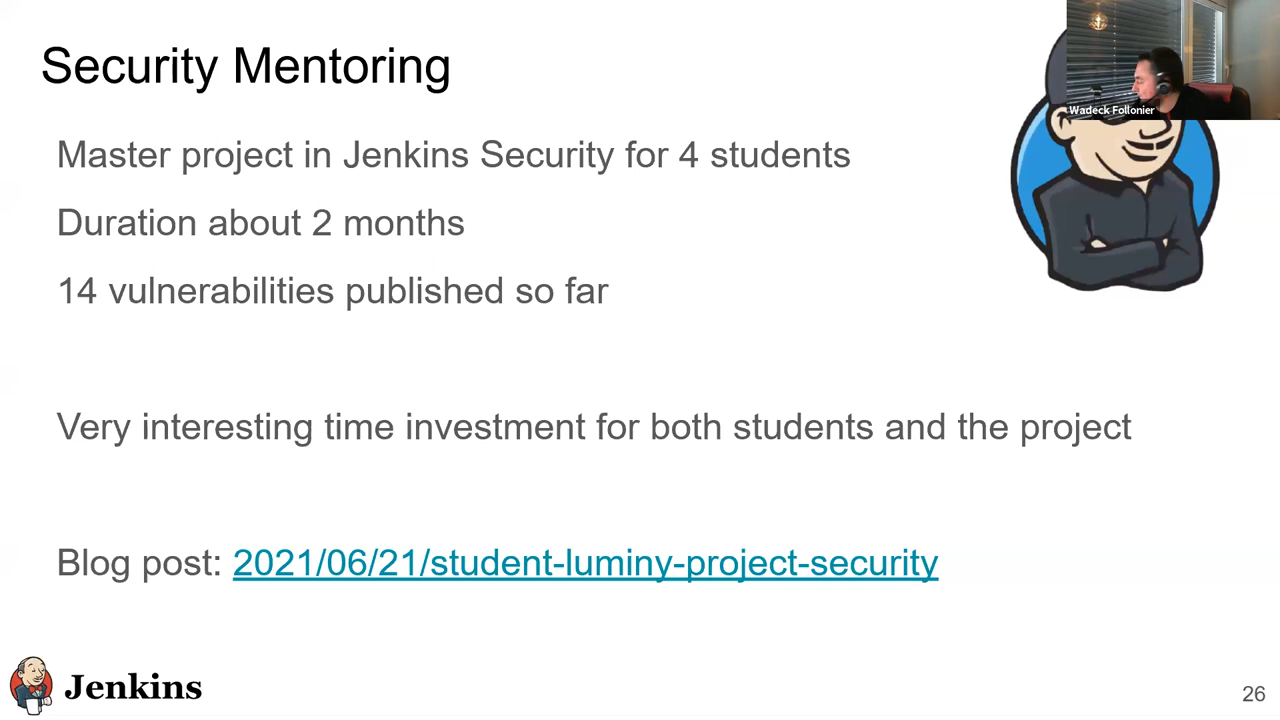 Security Mentoring
Wadeck Follonier
Master project in Jenkins Security for 4 students
Duration about 2 months
14 vulnerabilities published so far
Very interesting time investment for both students and the project
Blog post: 2021/06/21/student-luminy-project-security
Jenkins
26